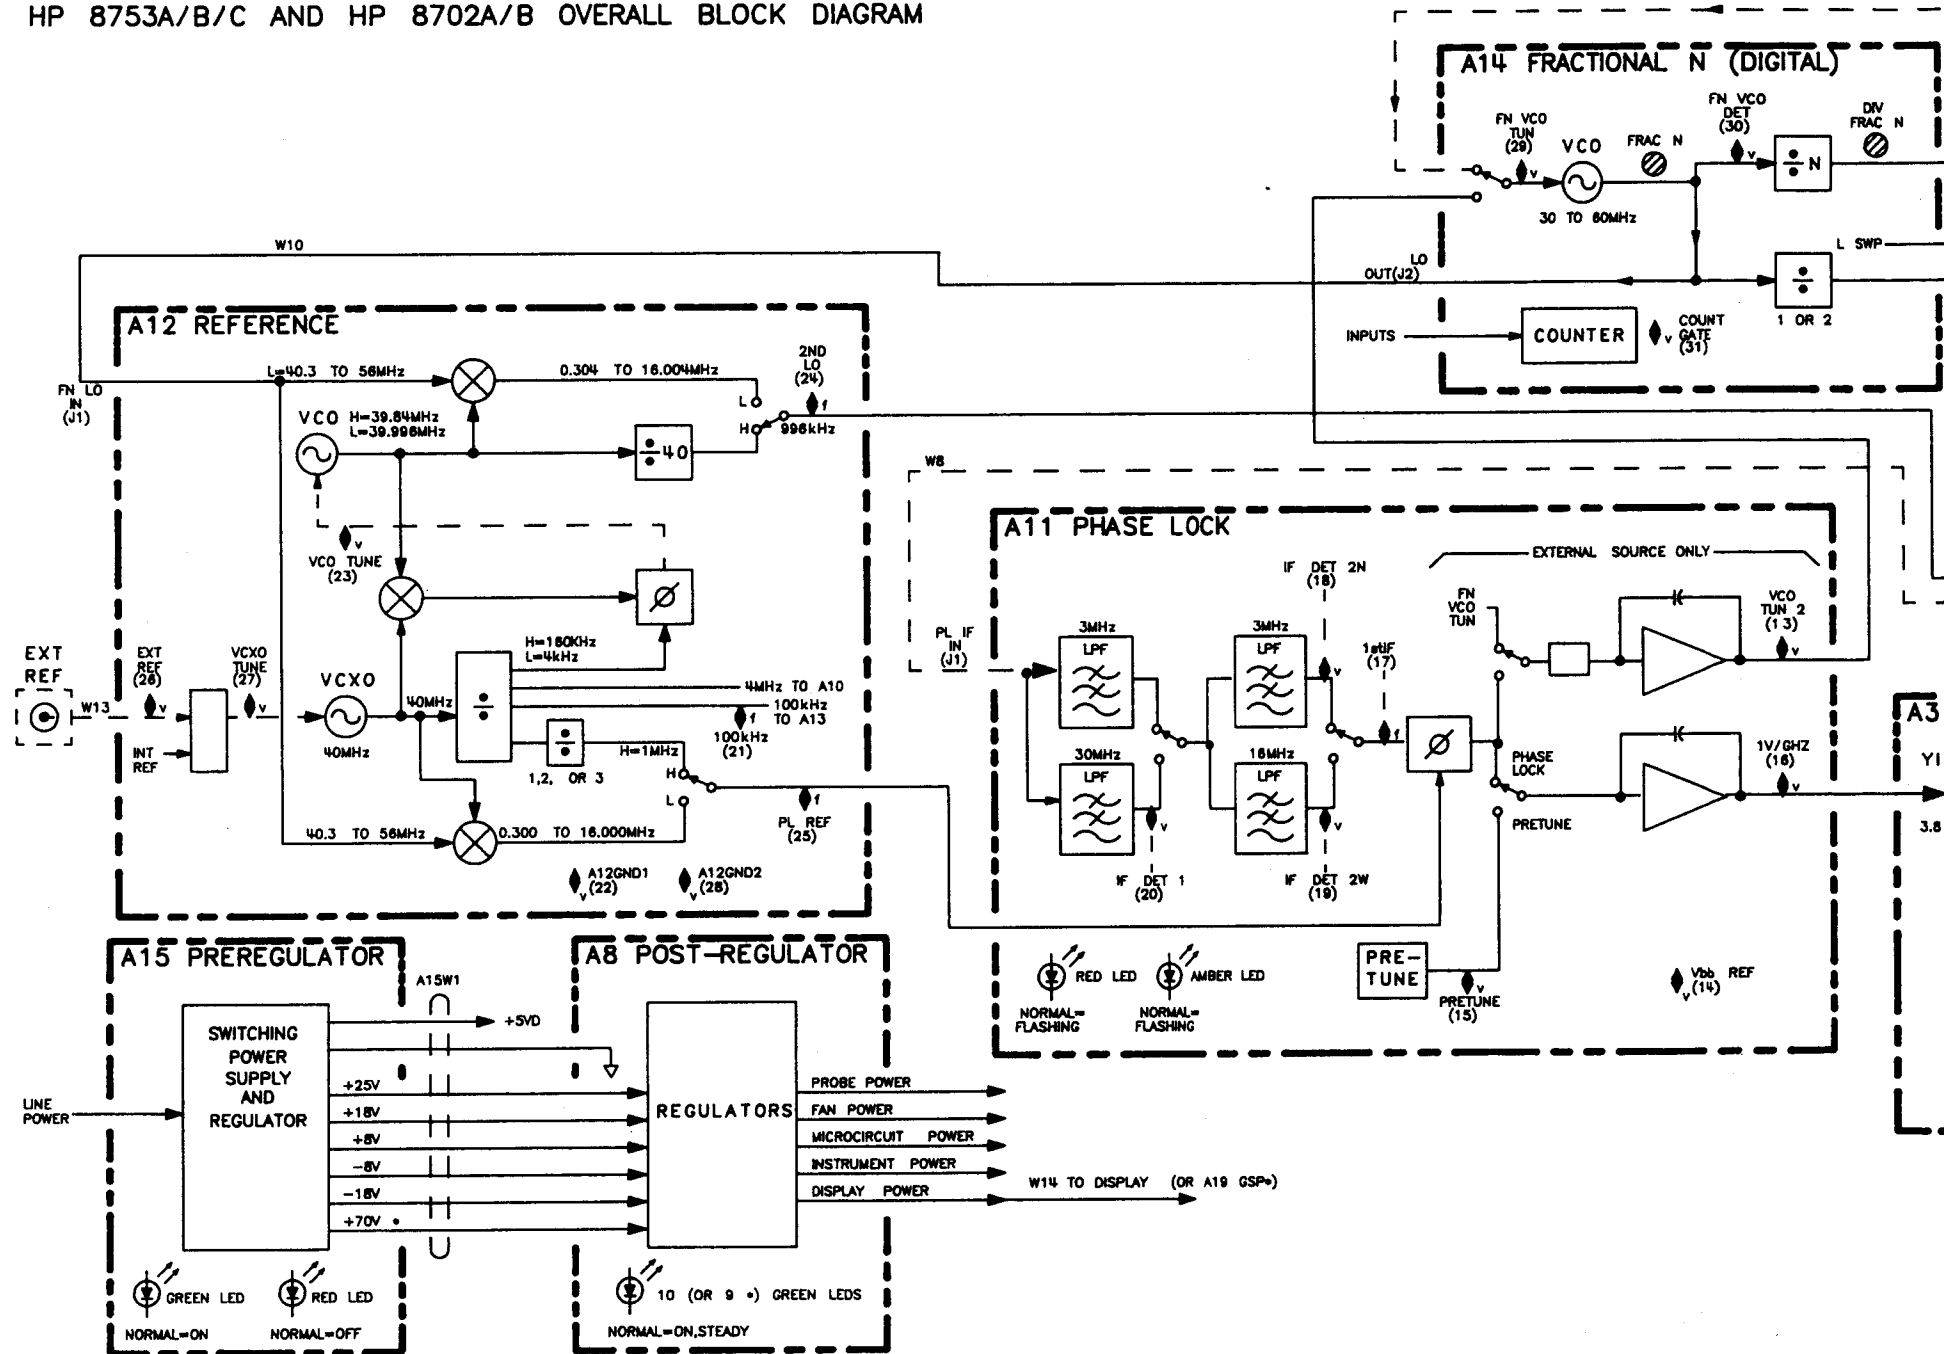 HP 8753A/B/C AND HP 8702A/B OVERALL BLOCK DIAGRAM
A14 FRACTIONAL N (DIGITAL)
FN VCO
TUN
(29)
VCO
30 TO 60MHz
FRAC N
FN VCO
DET
(30)
v
÷ N
DIV
FRAC N
v
L SWP
÷
1 OR 2
LO
OUT(J2)
INPUTS
COUNTER
v
COUNT
GATE
(31)
W10
A12 REFERENCE
FN LO
IN
(J1)
L=40.3 TO 56MHz
0.304 TO 16.004MHz
2ND
LO
(24)
f
L
H
996kHz
VCO
H=39.84MHz
L=39.996MHz
÷40
v
VCO TUNE
(23)
Ø
H=160KHz
L=4kHz
EXT
REF
W13
EXT
REF
(26)
v
VCXO
TUNE
(27)
v
INT
REF
VCXO
40MHz
40MHz
÷
4MHz TO A10
100kHz
TO A13
f
100kHz
(21)
÷
1,2, OR 3
H=1MHz
H
L
f
PL REF
(25)
40.3 TO 56MHz
0.300 TO 16.000MHz
v
A12GND1
(22)
v
A12GND2
(28)
W8
A11 PHASE LOCK
EXTERNAL SOURCE ONLY
PL IF
IN
(J1)
3MHz
LPF
30MHz
LPF
v
IF DET 1
(20)
3MHz
LPF
16MHz
LPF
IF DET 2N
(18)
v
v
IF DET 2W
(19)
1stIF
(17)
f
Ø
FN
VCO
TUN
VCO
TUN 2
(13)
v
PHASE
LOCK
PRETUNE
1V/GHZ
(16)
v
PRE-
TUNE
v
PRETUNE
(15)
v
Vbb REF
(14)
RED LED
NORMAL=
FLASHING
AMBER LED
NORMAL=
FLASHING
A3
YI
3.8
A15 PREREGULATOR
SWITCHING
POWER
SUPPLY
AND
REGULATOR
LINE
POWER
A15W1
+5VD
+25V
+18V
+8V
-8V
-18V
+70V *
GREEN LED
NORMAL=ON
RED LED
NORMAL=OFF
A8 POST-REGULATOR
REGULATORS
PROBE POWER
FAN POWER
MICROCIRCUIT POWER
INSTRUMENT POWER
DISPLAY POWER
W14 TO DISPLAY (OR A19 GSP*)
10 (OR 9 *) GREEN LEDS
NORMAL=ON,STEADY